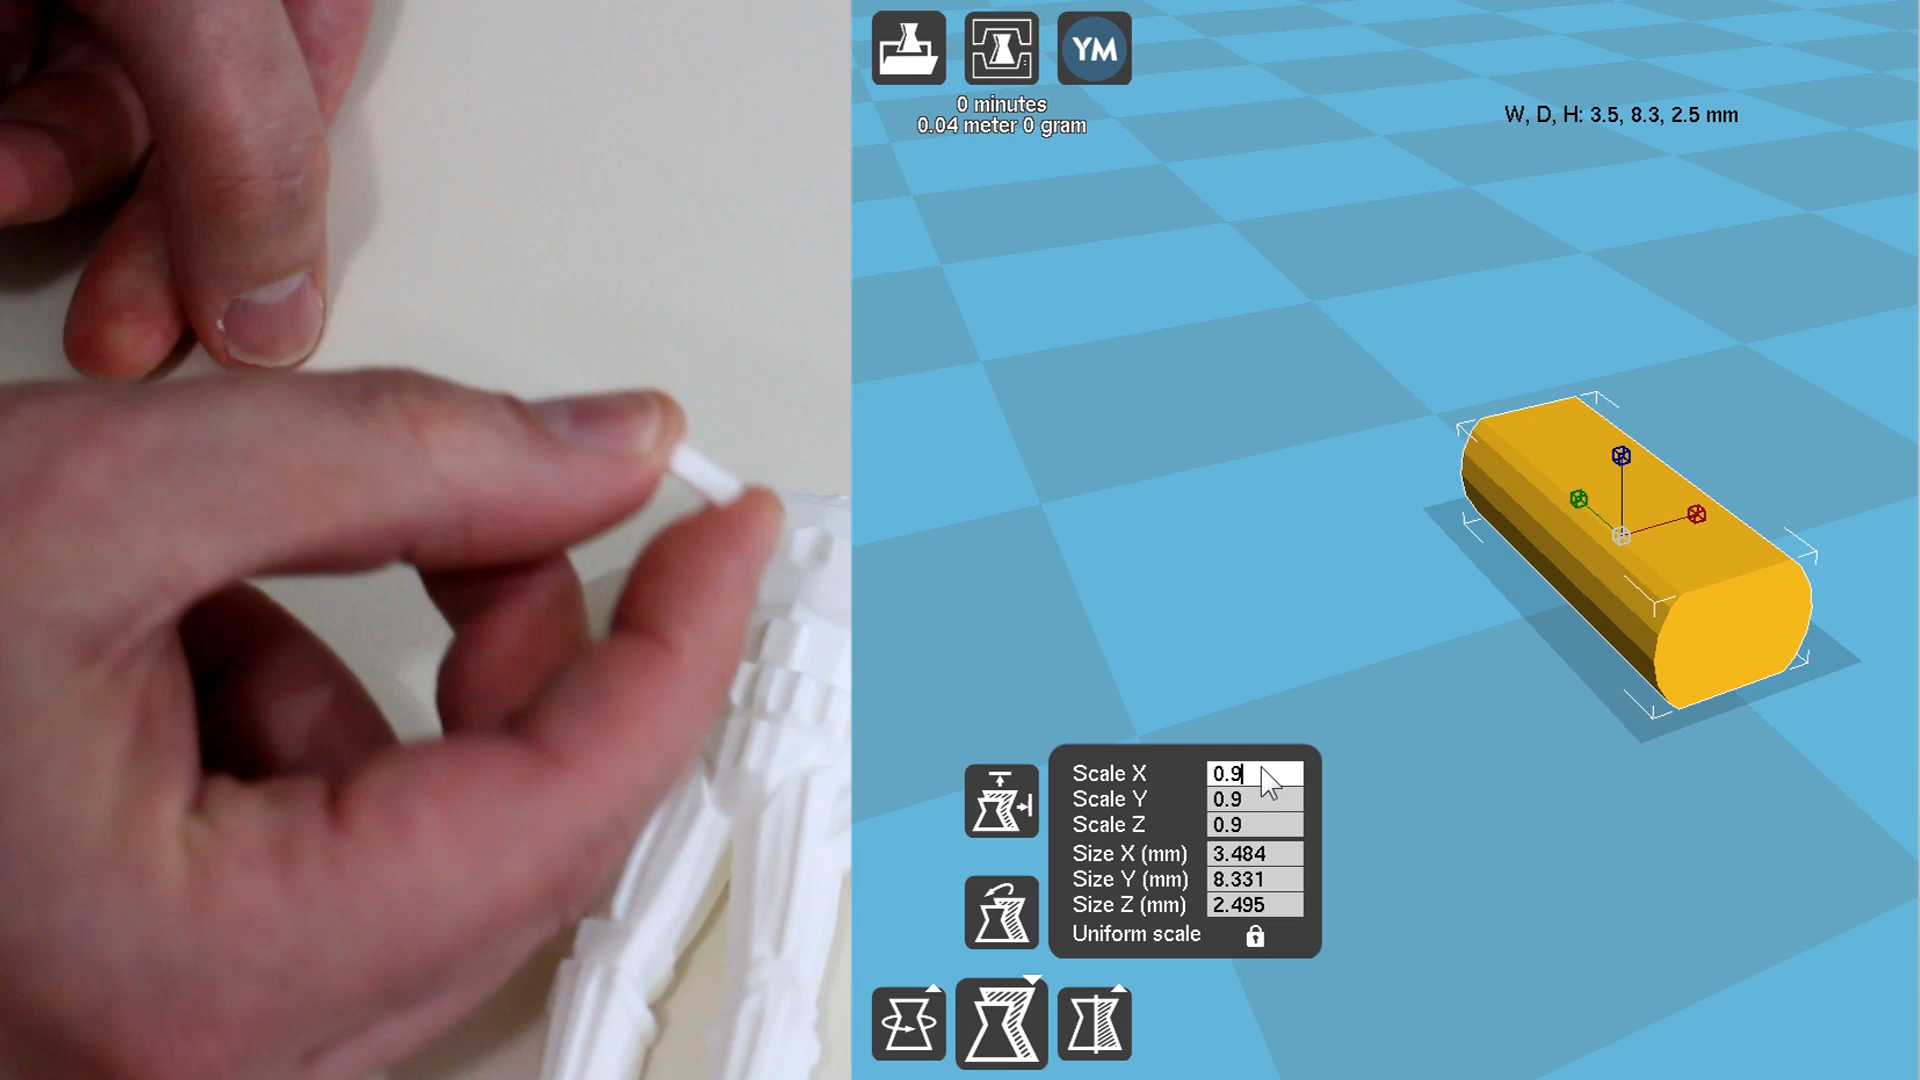 YM
0 minutes
0.04 meter 0 gram
W, D, H: 3.5, 8.3, 2.5 mm
Scale X 0.9
Scale Y 0.9
Scale Z 0.9
Size X (mm) 3.484
Size Y (mm) 8.331
Size Z (mm) 2.495
Uniform scale